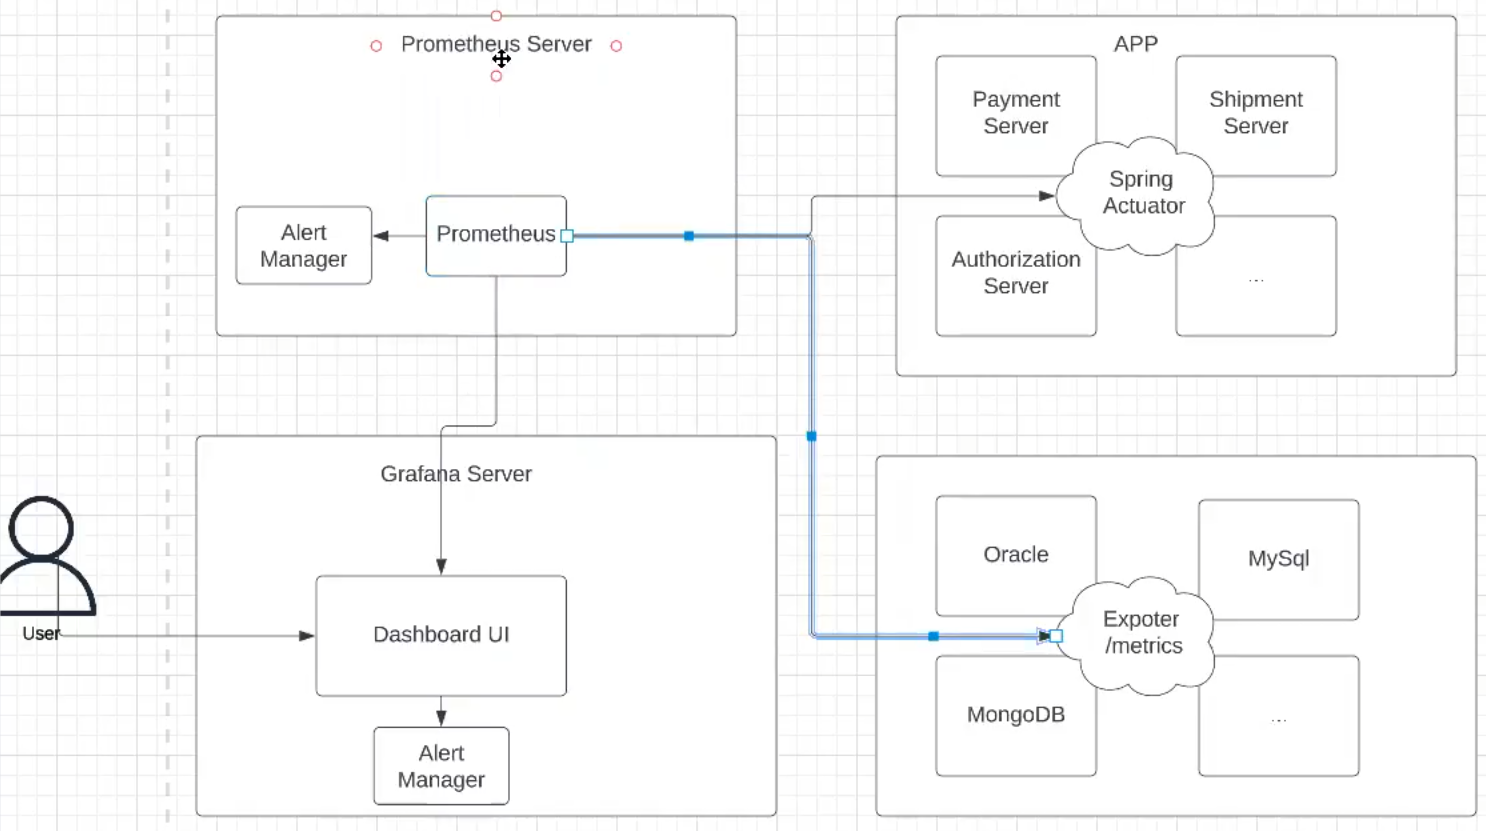 Prometheus Server
Alert
Manager
Prometheus
APP
Payment
Server
Shipment
Server
Spring
Actuator
Authorization
Server
...
Grafana Server
User
Dashboard UI
Alert
Manager
Oracle
MySql
Expoter
/metrics
MongoDB
...